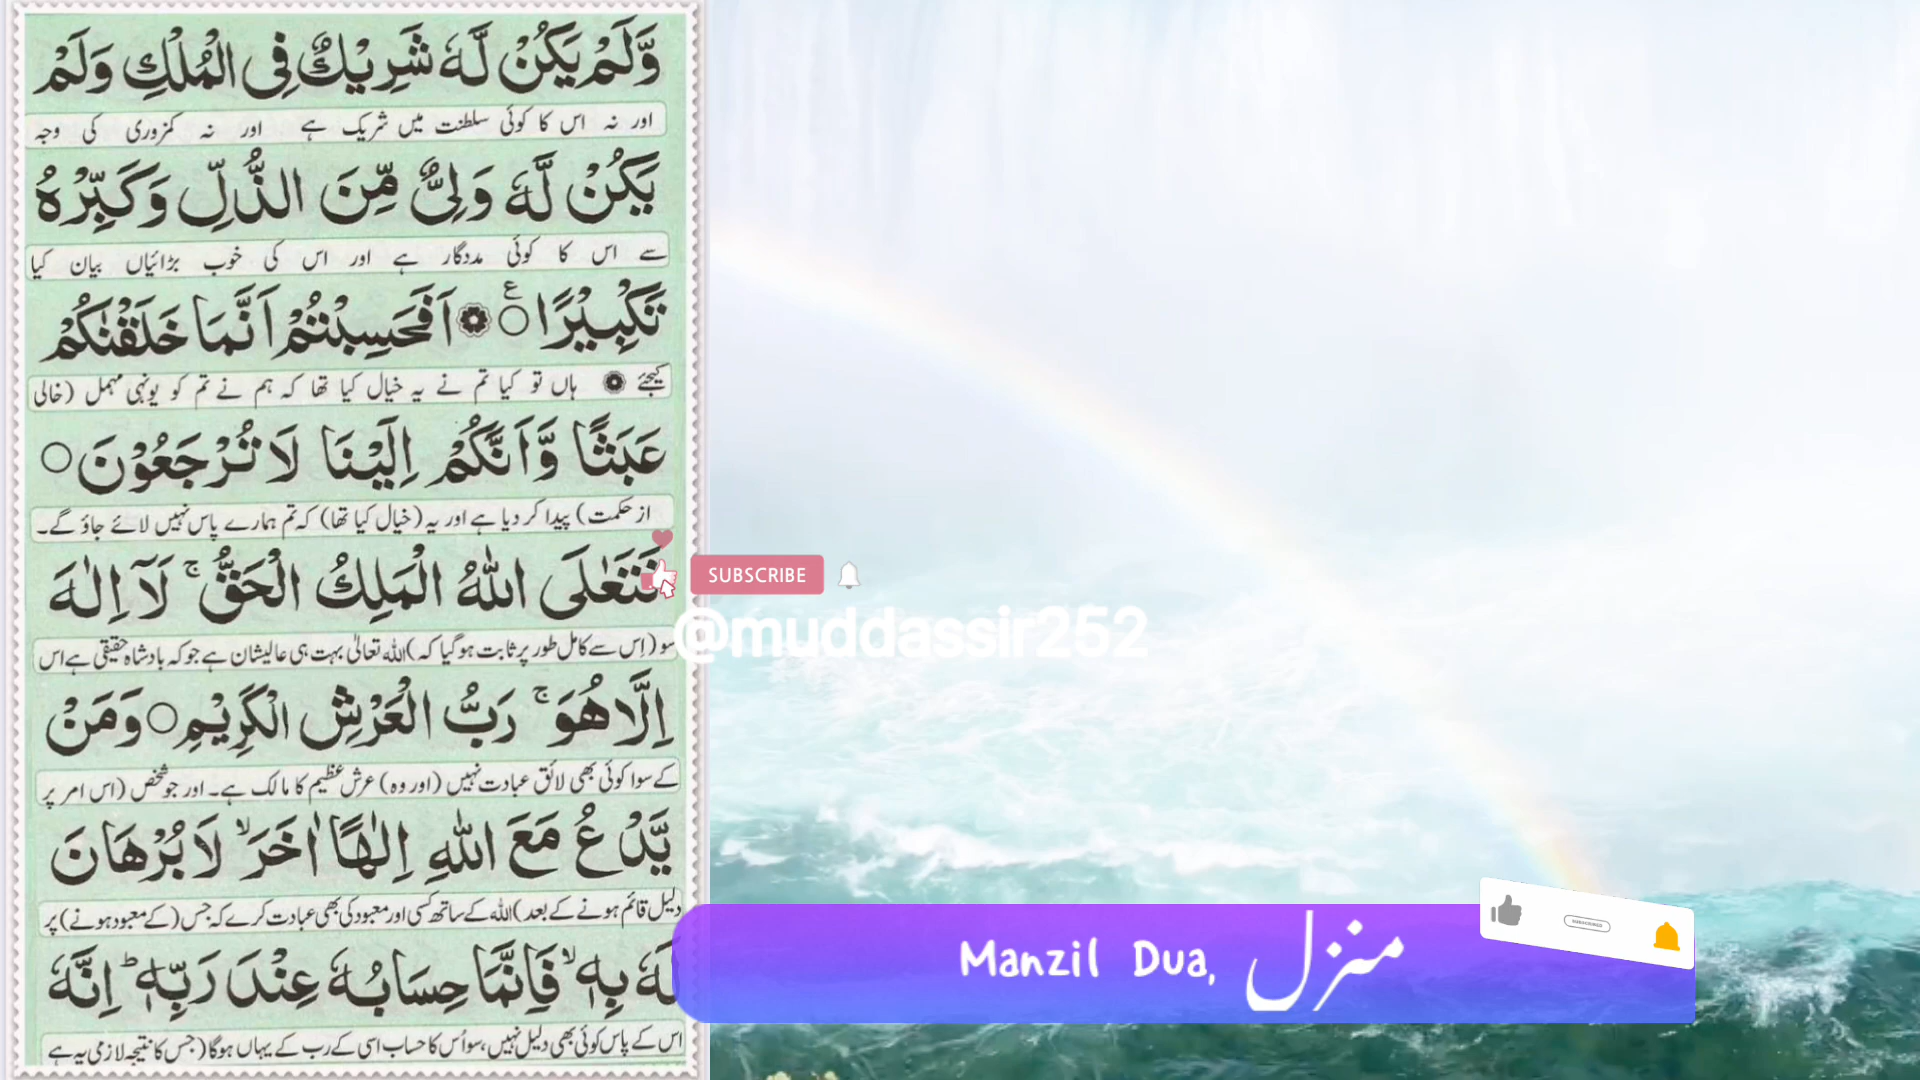 وَّلَمْ يَكُنْ لَّهٗ شَرِيْكٌ فِي الْمُلْكِ وَلَمْ
اور نہ اس کا کوئی سلطنت میں شریک ہے اور نہ کمزوری کی وجہ
يَكُنْ لَّهٗ وَلِيٌّ مِّنَ الذُّلِّ وَكَبِّرْهُ
سے اس کا کوئی مددگار ہے اور اس کی خوب بڑائیاں بیان کیا
تَكْبِيْرًا ○ ع اَفَحَسِبْتُمْ اَنَّمَا خَلَقْنٰكُمْ
کیجئے ہاں تو کیا تم نے یہ خیال کیا تھا کہ ہم نے تم کو یونہی مہمل (خالی
عَبَثًا وَّاَنَّكُمْ اِلَيْنَا لَا تُرْجَعُوْنَ ○
از حکمت) پیدا کر دیا ہے اور یہ (خیال کیا تھا) کہ تم ہمارے پاس نہیں لائے جاؤ گے۔
فَتَعٰلَى اللّٰهُ الْمَلِكُ الْحَقُّ ۚ لَاۤ اِلٰهَ
سو (اِس سے کامل طور پر ثابت ہو گیا کہ) اللہ تعالیٰ بہت ہی عالیشان ہے جو کہ بادشاہ حقیقی ہے اس
اِلَّا هُوَ ۚ رَبُّ الْعَرْشِ الْكَرِيْمِ ○ وَمَنْ
کے سوا کوئی بھی لائق عبادت نہیں (اور وہ) عرش عظیم کا مالک ہے۔ اور جو شخص (اس امر پر
يَّدْعُ مَعَ اللّٰهِ اِلٰهًا اٰخَرَ ۙ لَا بُرْهَانَ
دلیل قائم ہونے کے بعد) اللہ کے ساتھ کسی اور معبود کی بھی عبادت کرے کہ جس (کے معبود ہونے) پر
لَهٗ بِهٖ ۙ فَاِنَّمَا حِسَابُهٗ عِنْدَ رَبِّهٖ ؕ اِنَّهٗ
اس کے پاس کوئی بھی دلیل نہیں، سو اُس کا حساب اسی کے رب کے یہاں ہو گا (جس کا نتیجہ لازمی یہ ہے
SUBSCRIBE
@muddassir252
Manzil Dua, منزل